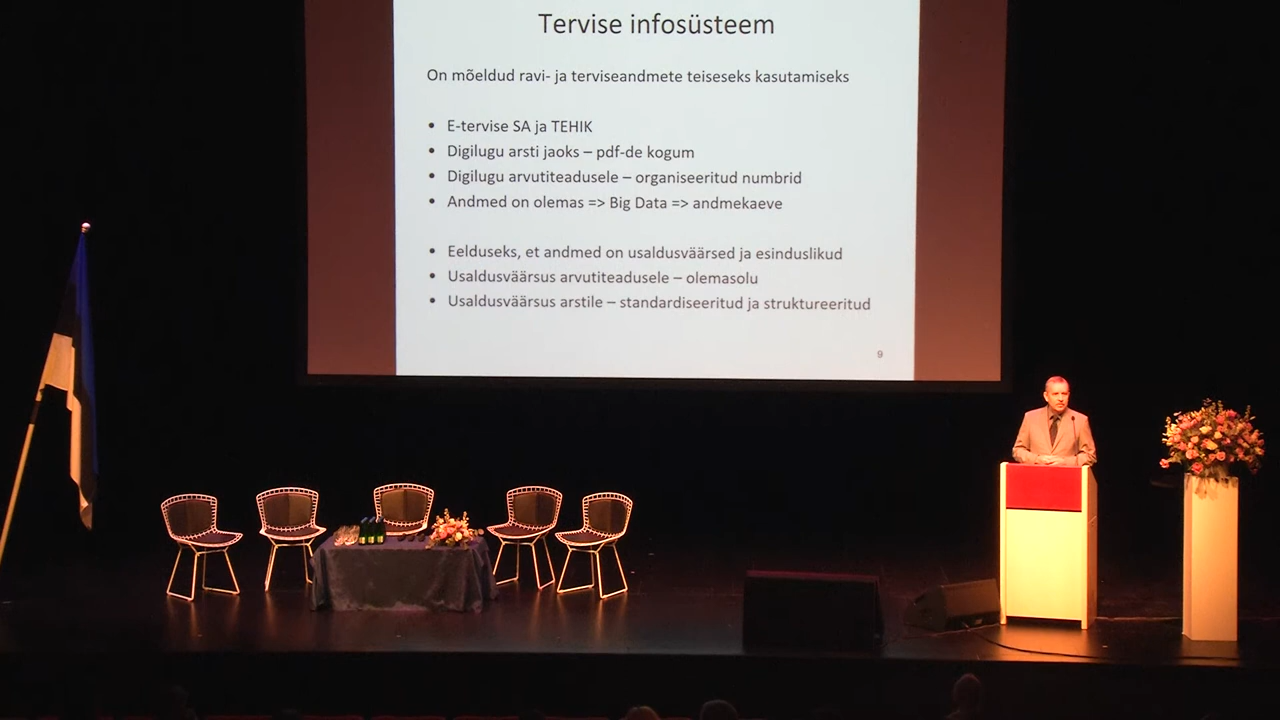 Tervise infosüsteem
On mõeldud ravi- ja terviseandmete teiseseks kasutamiseks
• E-tervise SA ja TEHIK
• Digilugu arsti jaoks – pdf-de kogum
• Digilugu arvutiteadusele – organiseeritud numbrid
• Andmed on olemas => Big Data => andmekaeve
• Eelduseks, et andmed on usaldusväärsed ja esinduslikud
• Usaldusväärsus arvutiteadusele – olemasolu
• Usaldusväärsus arstile – standardiseeritud ja struktureeritud
9